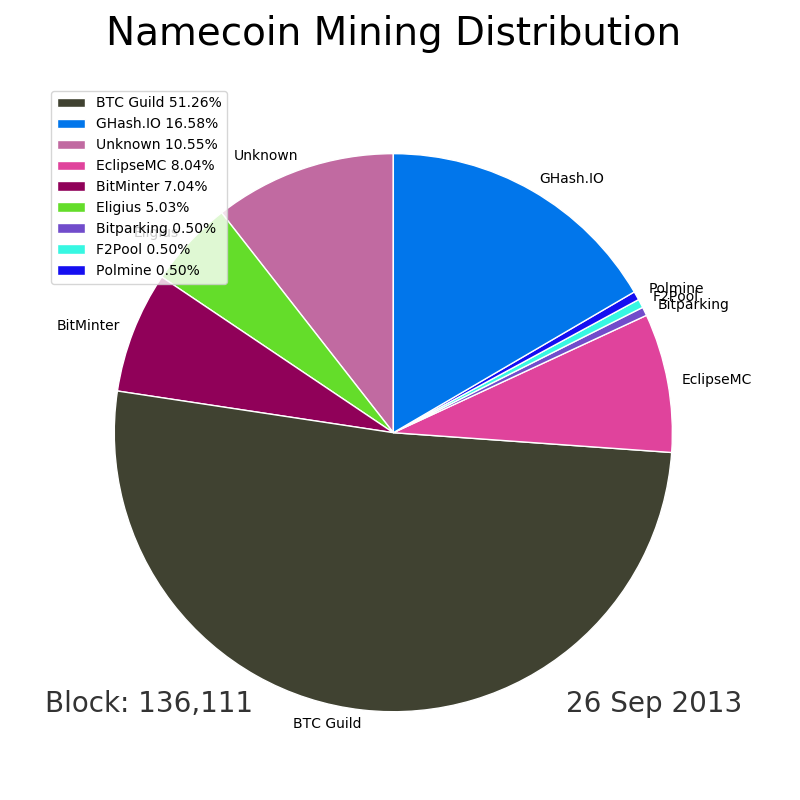 Namecoin Mining Distribution
BTC Guild 51.26%
GHash.IO 16.58%
Unknown 10.55%
EclipseMC 8.04%
BitMinter 7.04%
Eligius 5.03%
Bitparking 0.50%
F2Pool 0.50%
Polmine 0.50%
Unknown
GHash.IO
Eligius
Polmine
F2Pool
Bitparking
BitMinter
EclipseMC
Block: 136,111
26 Sep 2013
BTC Guild